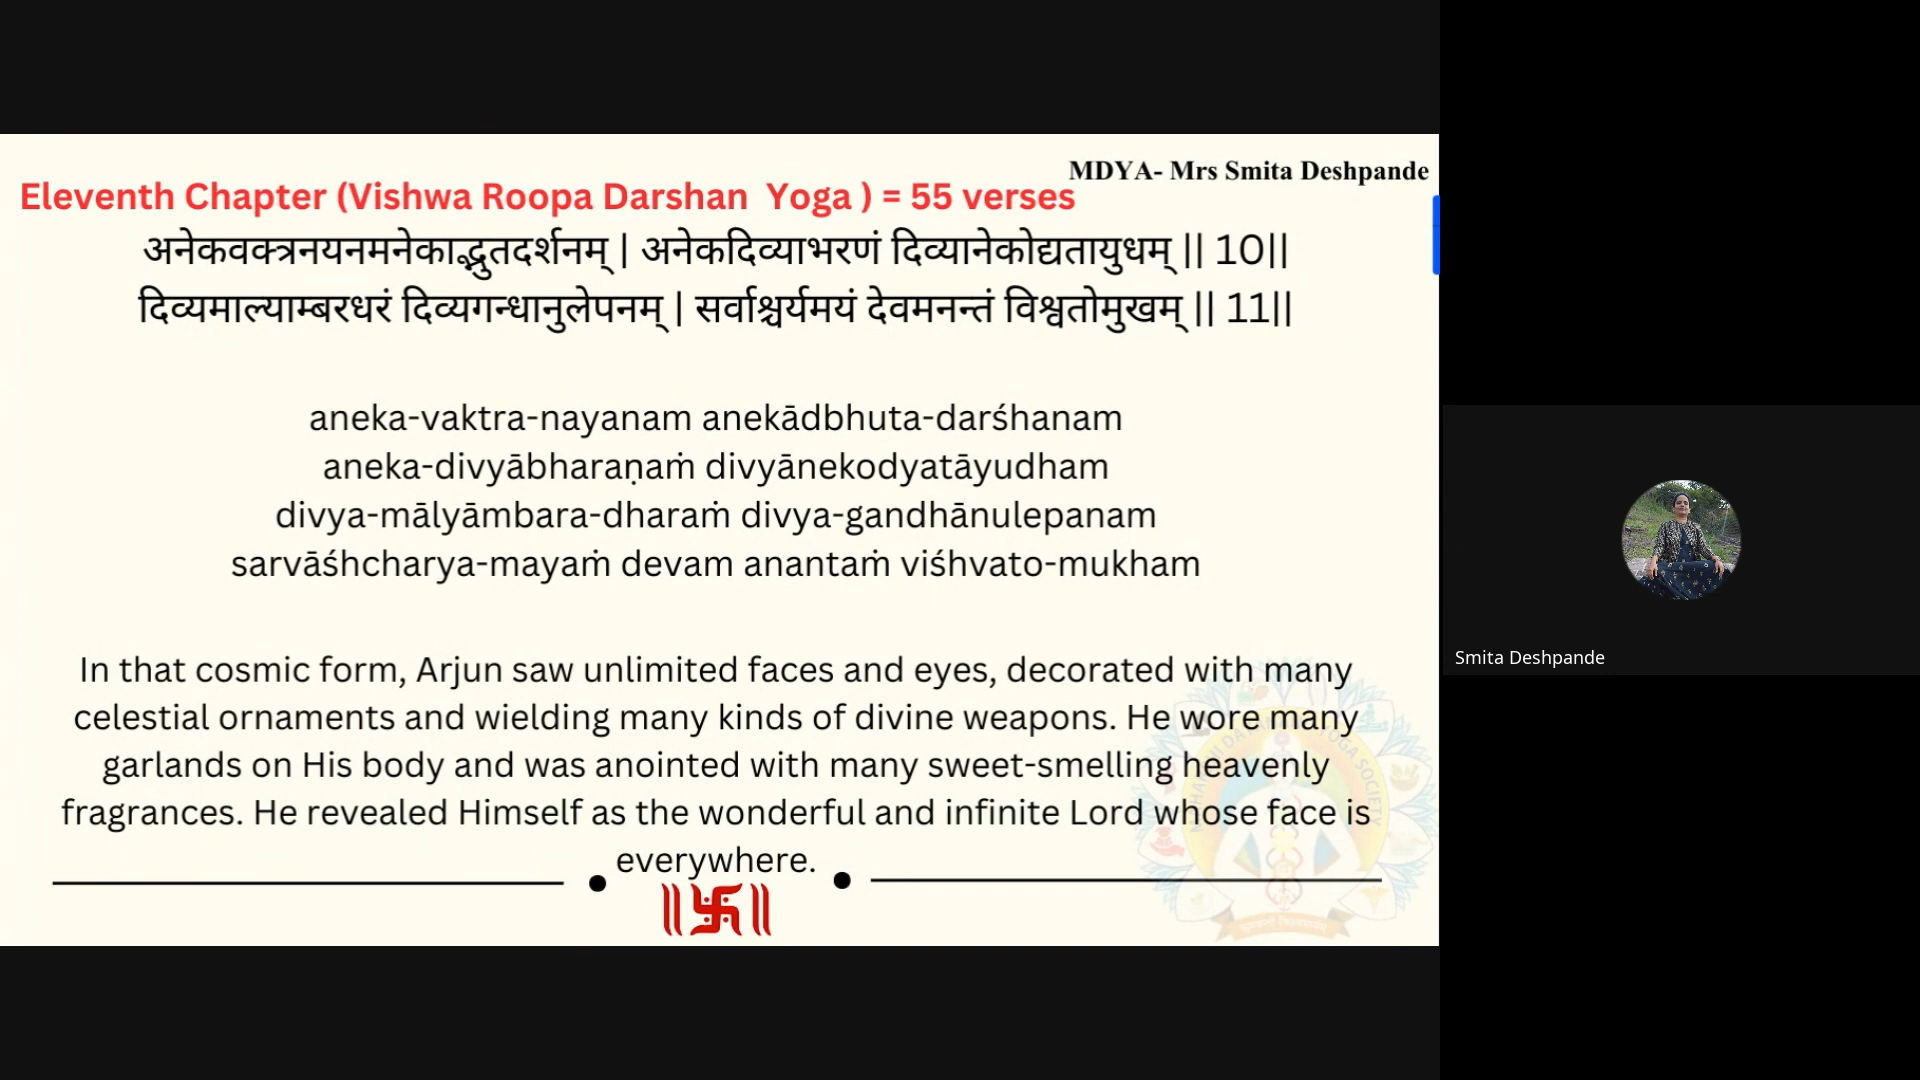 MDYA- Mrs Smita Deshpande
Eleventh Chapter (Vishwa Roopa Darshan Yoga ) = 55 verses
अनेकवक्त्रनयनमनेकाद्भुतदर्शनम् | अनेकदिव्याभरणं दिव्यानेकोद्यतायुधम् || 10||
दिव्यमाल्याम्बरधरं दिव्यगन्धानुलेपनम् | सर्वाश्चर्यमयं देवमनन्तं विश्वतोमुखम् || 11||
aneka-vaktra-nayanam anekādbhuta-darśhanam
aneka-divyābharaṇaṁ divyānekodyatāyudham
divya-mālyāmbara-dharaṁ divya-gandhānulepanam
sarvāśhcharya-mayaṁ devam anantaṁ viśhvato-mukham
In that cosmic form, Arjun saw unlimited faces and eyes, decorated with many
celestial ornaments and wielding many kinds of divine weapons. He wore many
garlands on His body and was anointed with many sweet-smelling heavenly
fragrances. He revealed Himself as the wonderful and infinite Lord whose face is
everywhere.
Smita Deshpande